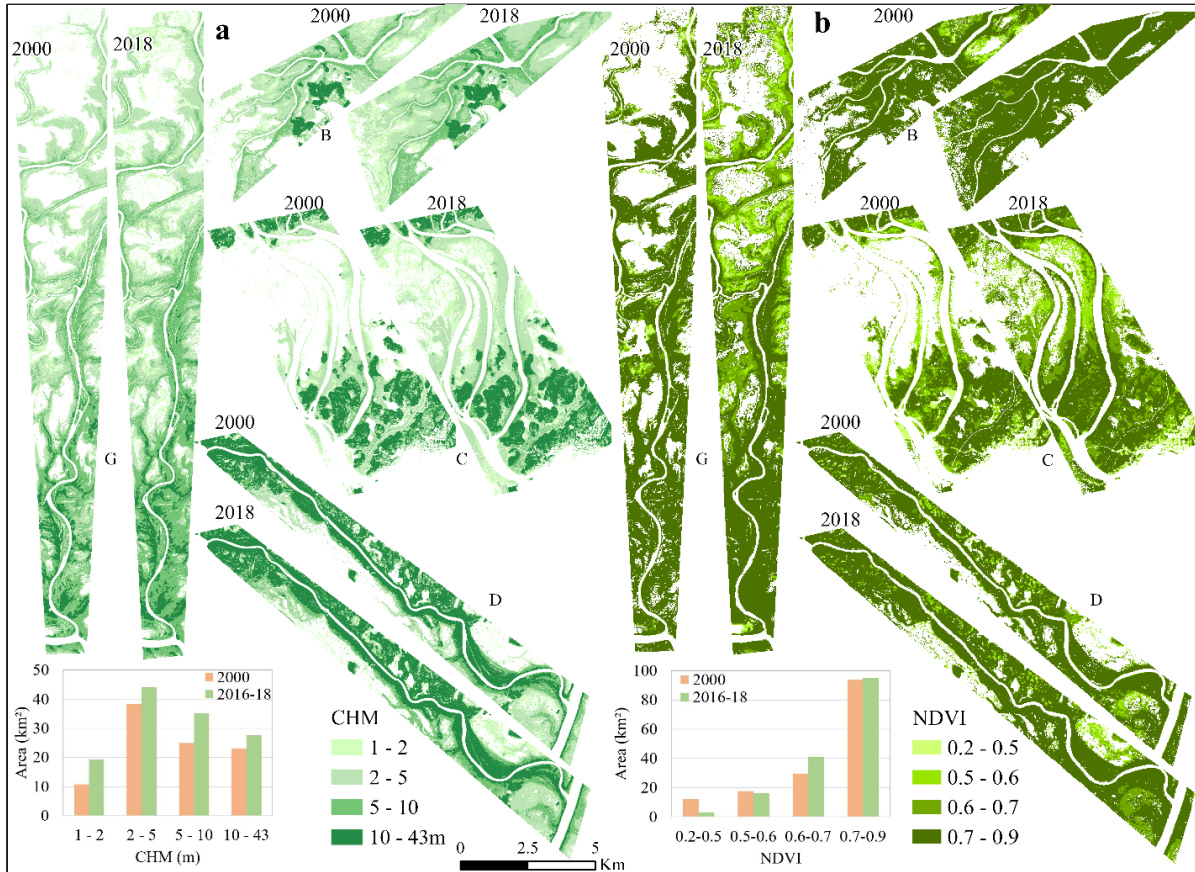 a
2000
2018
2000
2018
B
2000
2018
C
G
2000
2018
D
50
40
30
20
10
0
Area (km²)
2000
2016-18
1 - 2
2 - 5
5 - 10
10 - 43
CHM (m)
CHM
1 - 2
2 - 5
5 - 10
10 - 43m
0
2.5
5
Km
b
2000
2018
2000
2018
B
2000
2018
C
G
2000
2018
D
100
80
60
40
20
0
Area (km²)
2000
2016-18
0.2-0.5
0.5-0.6
0.6-0.7
0.7-0.9
NDVI
NDVI
0.2 - 0.5
0.5 - 0.6
0.6 - 0.7
0.7 - 0.9